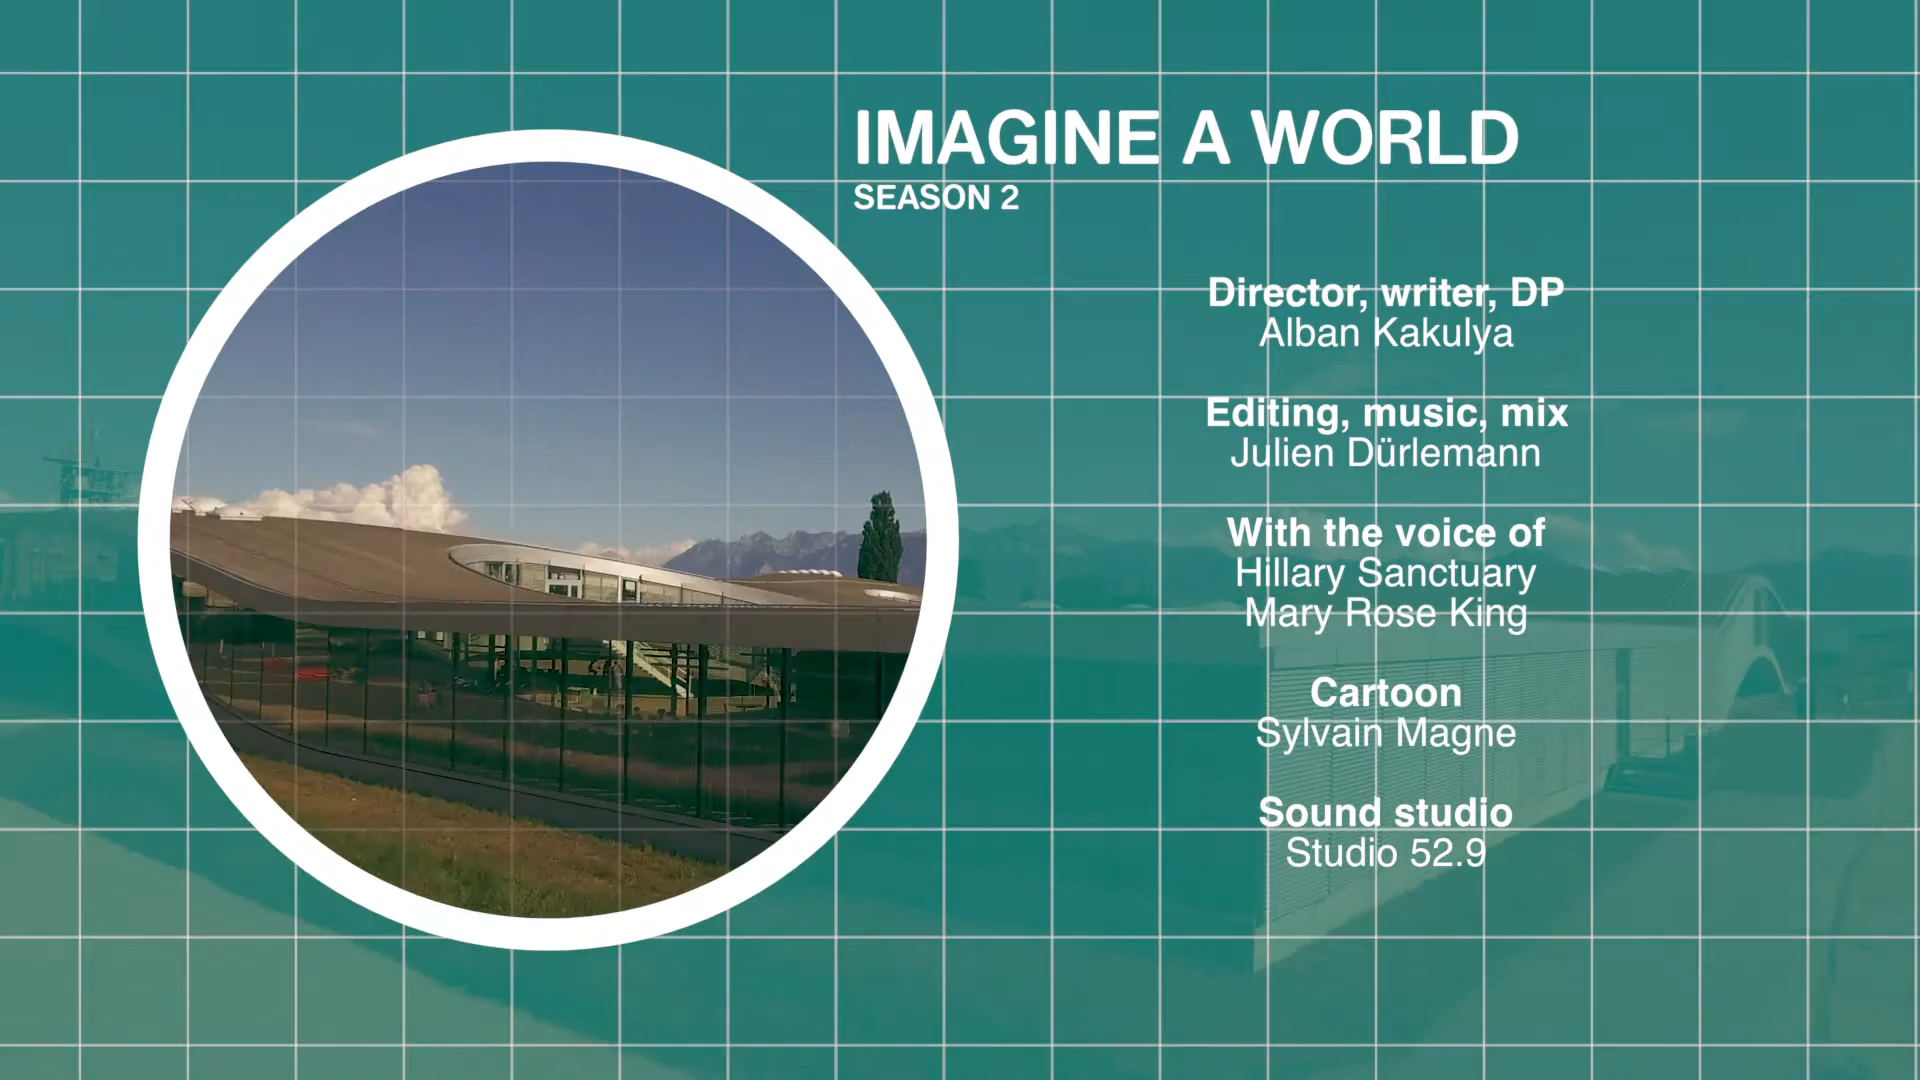 IMAGINE A WORLD
SEASON 2
Director, writer, DP
Alban Kakulya
Editing, music, mix
Julien Dürlemann
With the voice of
Hillary Sanctuary
Mary Rose King
Cartoon
Sylvain Magne
Sound studio
Studio 52.9